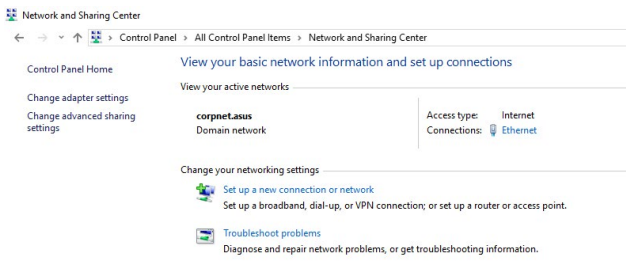 Network and Sharing Center
Control Panel > All Control Panel Items > Network and Sharing Center
Control Panel Home
Change adapter settings
Change advanced sharing
settings
View your basic network information and set up connections
View your active networks
corpnet.asus
Domain network
Access type: Internet
Connections: Ethernet
Change your networking settings
Set up a new connection or network
Set up a broadband, dial-up, or VPN connection; or set up a router or access point.
Troubleshoot problems
Diagnose and repair network problems, or get troubleshooting information.